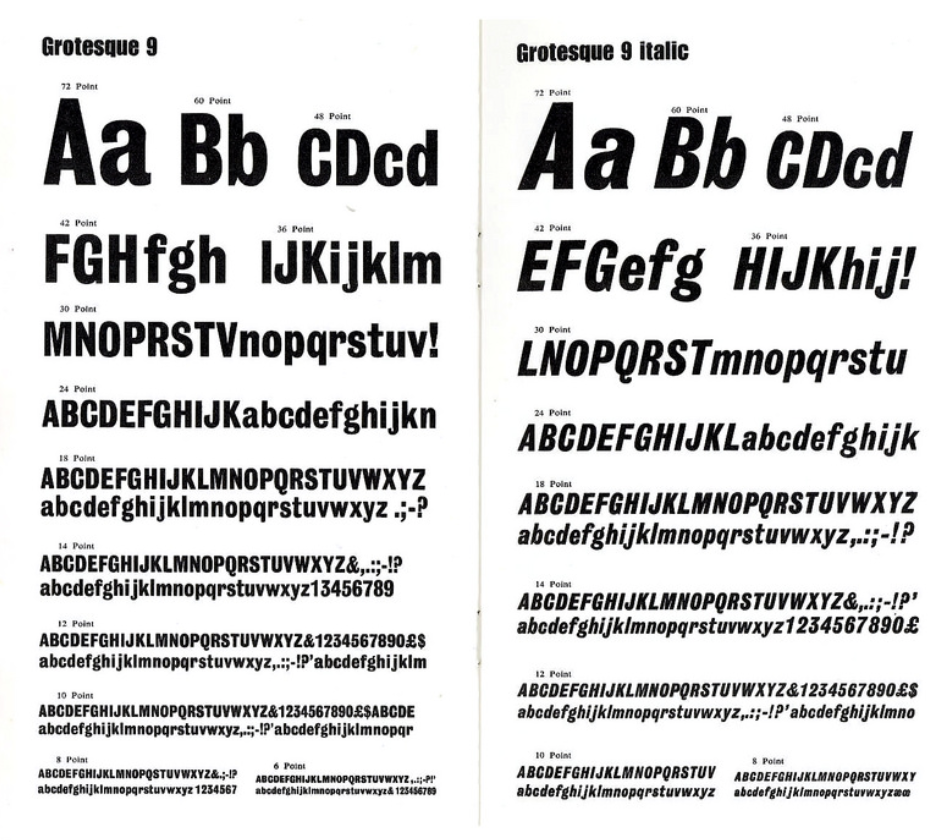 Grotesque 9
72 Point
60 Point
48 Point
Aa Bb CDcd
42 Point
36 Point
FGHfgh IJKijklm
30 Point
MNOPRSTVnopqrstuv!
24 Point
ABCDEFGHIJKabcdefghijkn
18 Point
ABCDEFGHIJKLMNOPQRSTUVWXYZ
abcdefghijklmnopqrstuvwxyz .;-?
14 Point
ABCDEFGHIJKLMNOPQRSTUVWXYZ&,.:;-!?
abcdefghijklmnopqrstuvwxyz13456789
12 Point
ABCDEFGHIJKLMNOPQRSTUVWXYZ&1234567890£$
abcdefghijklmnopqrstuvwxyz,.:;-!?'abcdefghijklm
10 Point
ABCDEFGHIJKLMNOPQRSTUVWXYZ&1234567890£$ABCDE
abcdefghijklmnopqrstuvwxyz,.:;-!?'abcdefghijklmnopqr
8 Point
ABCDEFGHIJKLMNOPQSTUVWXYZ&.;-!?
abcdefghijklmnopqrstuvwxyz 1234567
6 Point
ABCDEFGHIJKLMNOPQRSTUVWXYZ,.:;-?!'
abcdefghijklmnopqrstuvwxyz& 123456789
Grotesque 9 italic
72 Point
60 Point
48 Point
Aa Bb CDcd
42 Point
36 Point
EFGefg HIJKhij!
30 Point
LNOPQRSTmnopqrstu
24 Point
ABCDEFGHIJKLabcdefghijk
18 Point
ABCDEFGHIJKLMNOPQRSTUVWXYZ
abcdefghijklmnopqrstuvwxyz,.:;-!?
14 Point
ABCDEFGHIJKLMNOPQRSTUVWXYZ&,.:;-!?'
abcdefghijklmnopqrstuvwxyz1234567890£
12 Point
ABCDEFGHIJKLMNOPQRSTUVWXYZ&1234567890£$
abcdefghijklmnopqrstuvwxyz,.:;-!?'abcdefghijklmno
10 Point
ABCDEFGHIJKLMNOPQRSTUV
abcdefghijklmnopqrstuvwxyz
8 Point
ABCDEFGHIJKLMNOPQRSTUVWXY
abcdefghijklmnopqrstuvwxyzææ